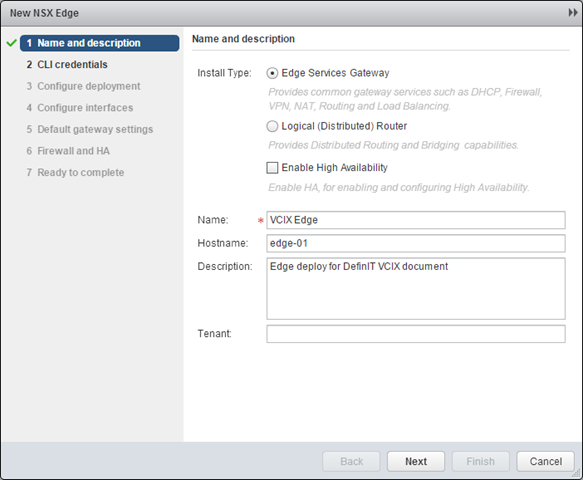 New NSX Edge
1 Name and description
2 CLI credentials
3 Configure deployment
4 Configure interfaces
5 Default gateway settings
6 Firewall and HA
7 Ready to complete
Name and description
Install Type:
Edge Services Gateway
Provides common gateway services such as DHCP, Firewall,
VPN, NAT, Routing and Load Balancing.
Logical (Distributed) Router
Provides Distributed Routing and Bridging capabilities.
Enable High Availability
Enable HA, for enabling and configuring High Availability.
Name: * VCIX Edge
Hostname: edge-01
Description: Edge deploy for DefinIT VCIX document
Tenant:
Back Next Finish Cancel